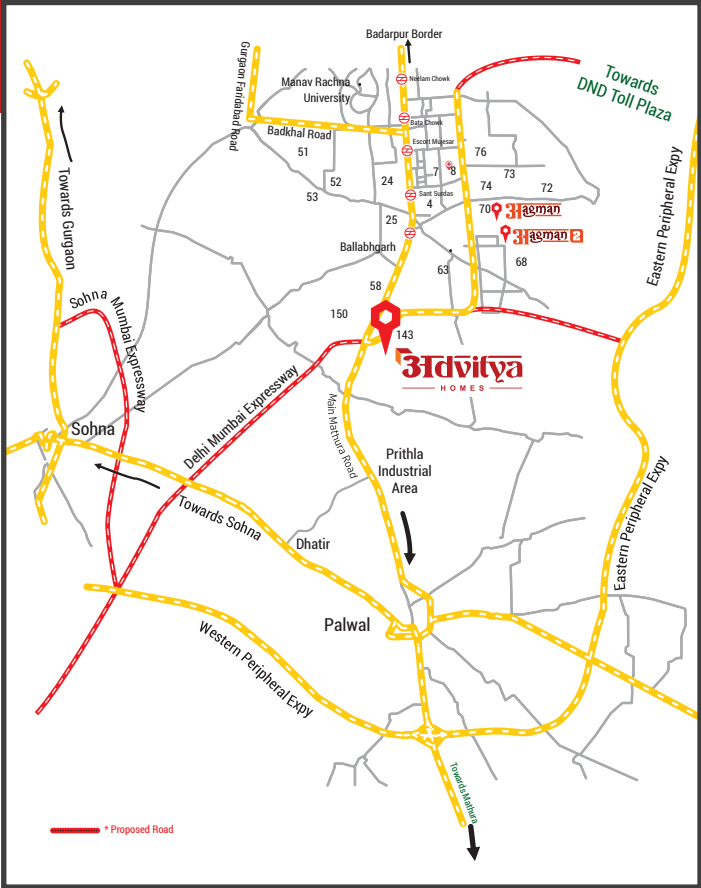 Badarpur Border
Neelam Chowk
Gurgaon Faridabad Road
Manav Rachna
University
Towards
DND Toll Plaza
Bata Chowk
Badkhal Road
Escort Mujesar
51
76
7
8
73
52
24
74
72
53
Sant Surdas
4
70
आgman
25
आgman 2
Ballabhgarh
63
68
Eastern Peripheral Expy
Towards Gurgaon
58
Sohna Mumbai Expressway
150
143
अdvitya
HOMES
Delhi Mumbai Expressway
Main Mathura Road
Sohna
Prithla
Industrial
Area
Towards Sohna
Eastern Peripheral Expy
Dhatir
Palwal
Western Peripheral Expy
Towards Mathura
* Proposed Road